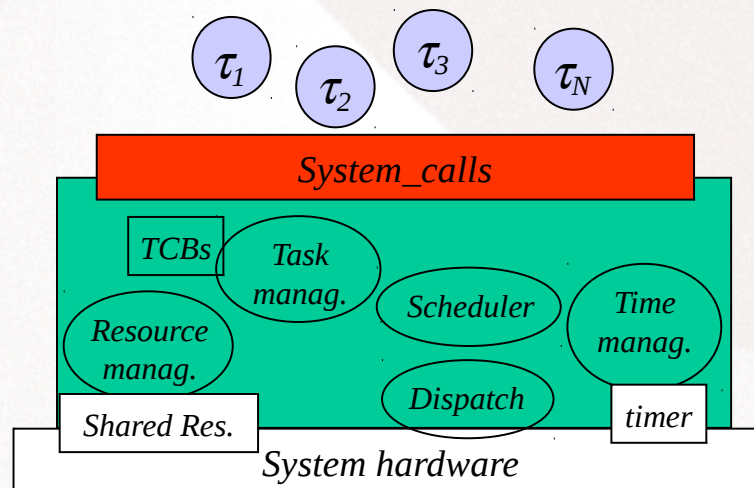 τ1
τ2
τ3
τN
System_calls
TCBs
Task
manag.
Scheduler
Time
manag.
Resource
manag.
Dispatch
Shared Res.
timer
System hardware